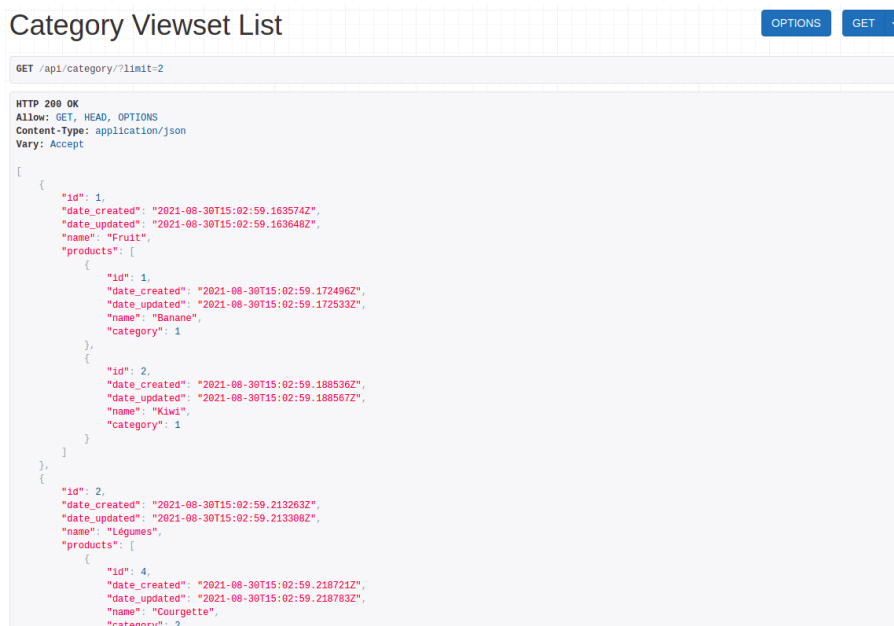 Category Viewset List
OPTIONS
GET
GET /api/category/?limit=2
HTTP 200 OK
Allow: GET, HEAD, OPTIONS
Content-Type: application/json
Vary: Accept
[
{
"id": 1,
"date_created": "2021-08-30T15:02:59.163574Z",
"date_updated": "2021-08-30T15:02:59.163648Z",
"name": "Fruit",
"products": [
{
"id": 1,
"date_created": "2021-08-30T15:02:59.172496Z",
"date_updated": "2021-08-30T15:02:59.172533Z",
"name": "Banane",
"category": 1
},
{
"id": 2,
"date_created": "2021-08-30T15:02:59.188536Z",
"date_updated": "2021-08-30T15:02:59.188567Z",
"name": "Kiwi",
"category": 1
}
]
},
{
"id": 2,
"date_created": "2021-08-30T15:02:59.213263Z",
"date_updated": "2021-08-30T15:02:59.213308Z",
"name": "Légumes",
"products": [
{
"id": 4,
"date_created": "2021-08-30T15:02:59.218721Z",
"date_updated": "2021-08-30T15:02:59.218783Z",
"name": "Courgette",
"category": 2